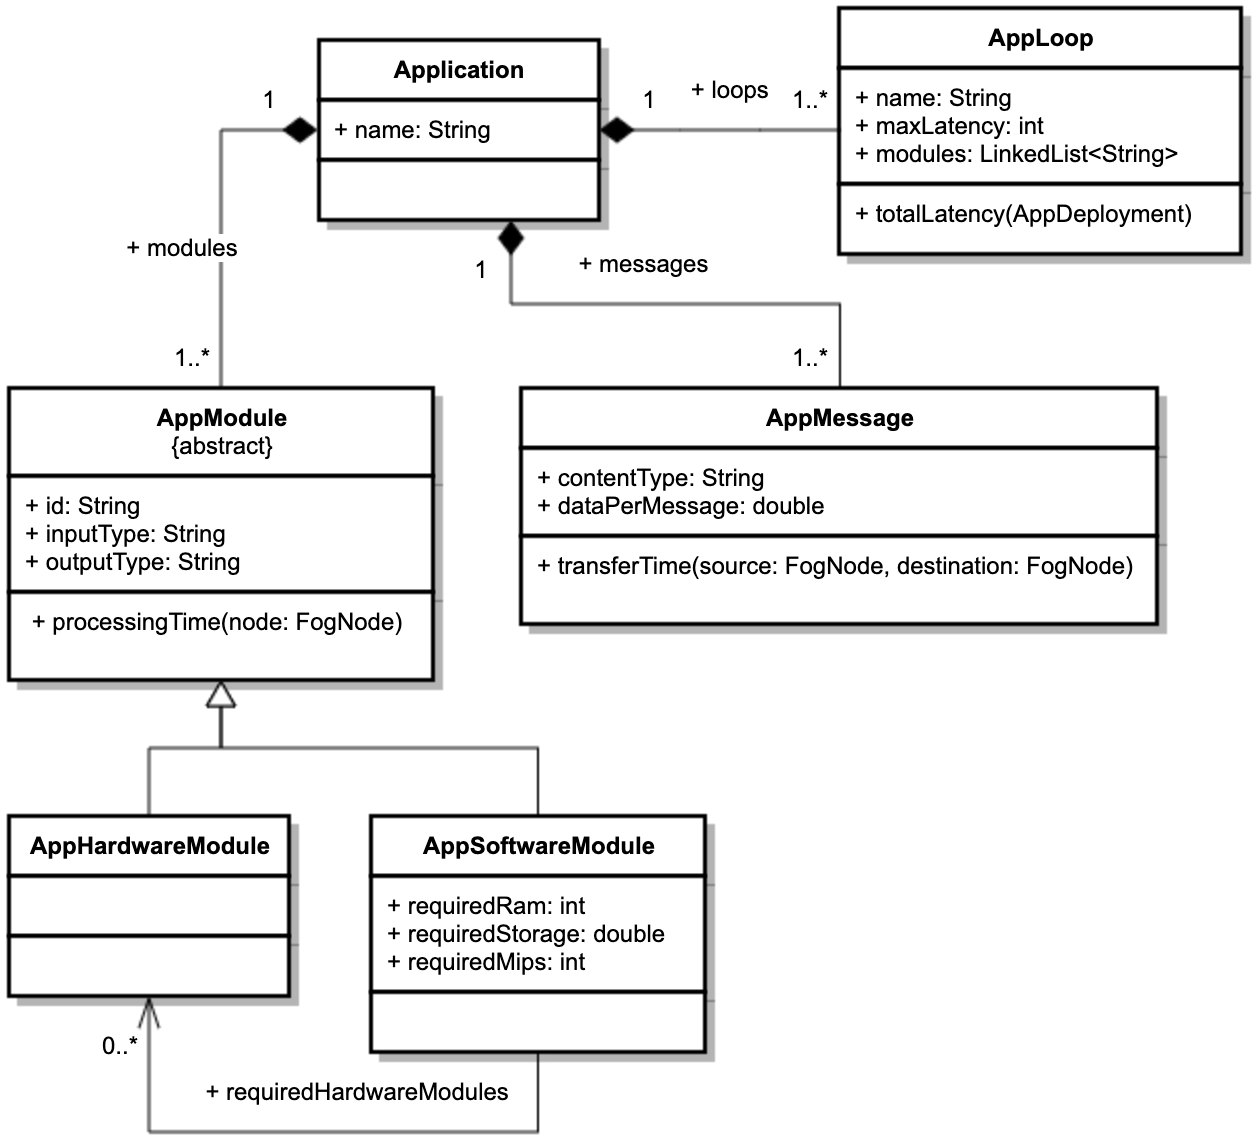 Application
+ name: String
1
+ modules
1..*
1
+ loops
1..*
AppLoop
+ name: String
+ maxLatency: int
+ modules: LinkedList<String>
+ totalLatency(AppDeployment)
1
+ messages
1..*
AppModule
{abstract}
+ id: String
+ inputType: String
+ outputType: String
+ processingTime(node: FogNode)
AppMessage
+ contentType: String
+ dataPerMessage: double
+ transferTime(source: FogNode, destination: FogNode)
AppHardwareModule
AppSoftwareModule
+ requiredRam: int
+ requiredStorage: double
+ requiredMips: int
0..*
+ requiredHardwareModules